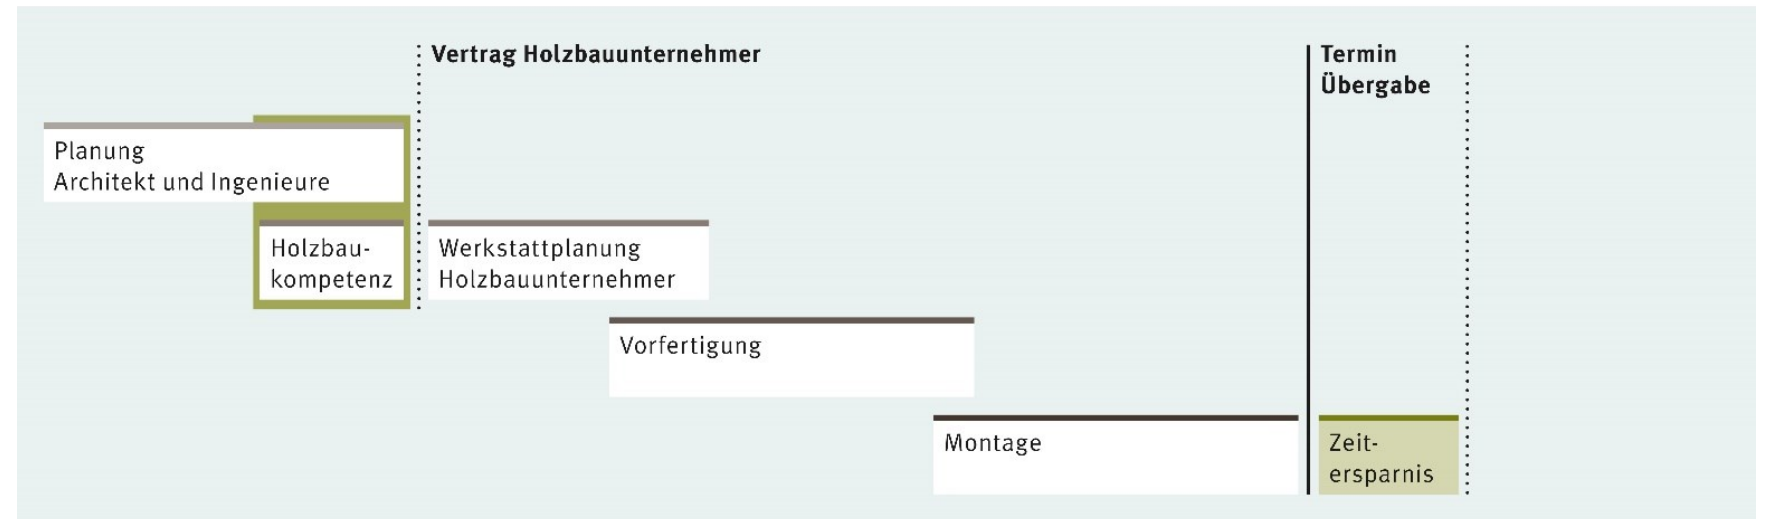 Vertrag Holzbauunternehmer
Termin
Übergabe
Planung
Architekt und Ingenieure
Holzbau-
kompetenz
Werkstattplanung
Holzbauunternehmer
Vorfertigung
Montage
Zeit-
ersparnis